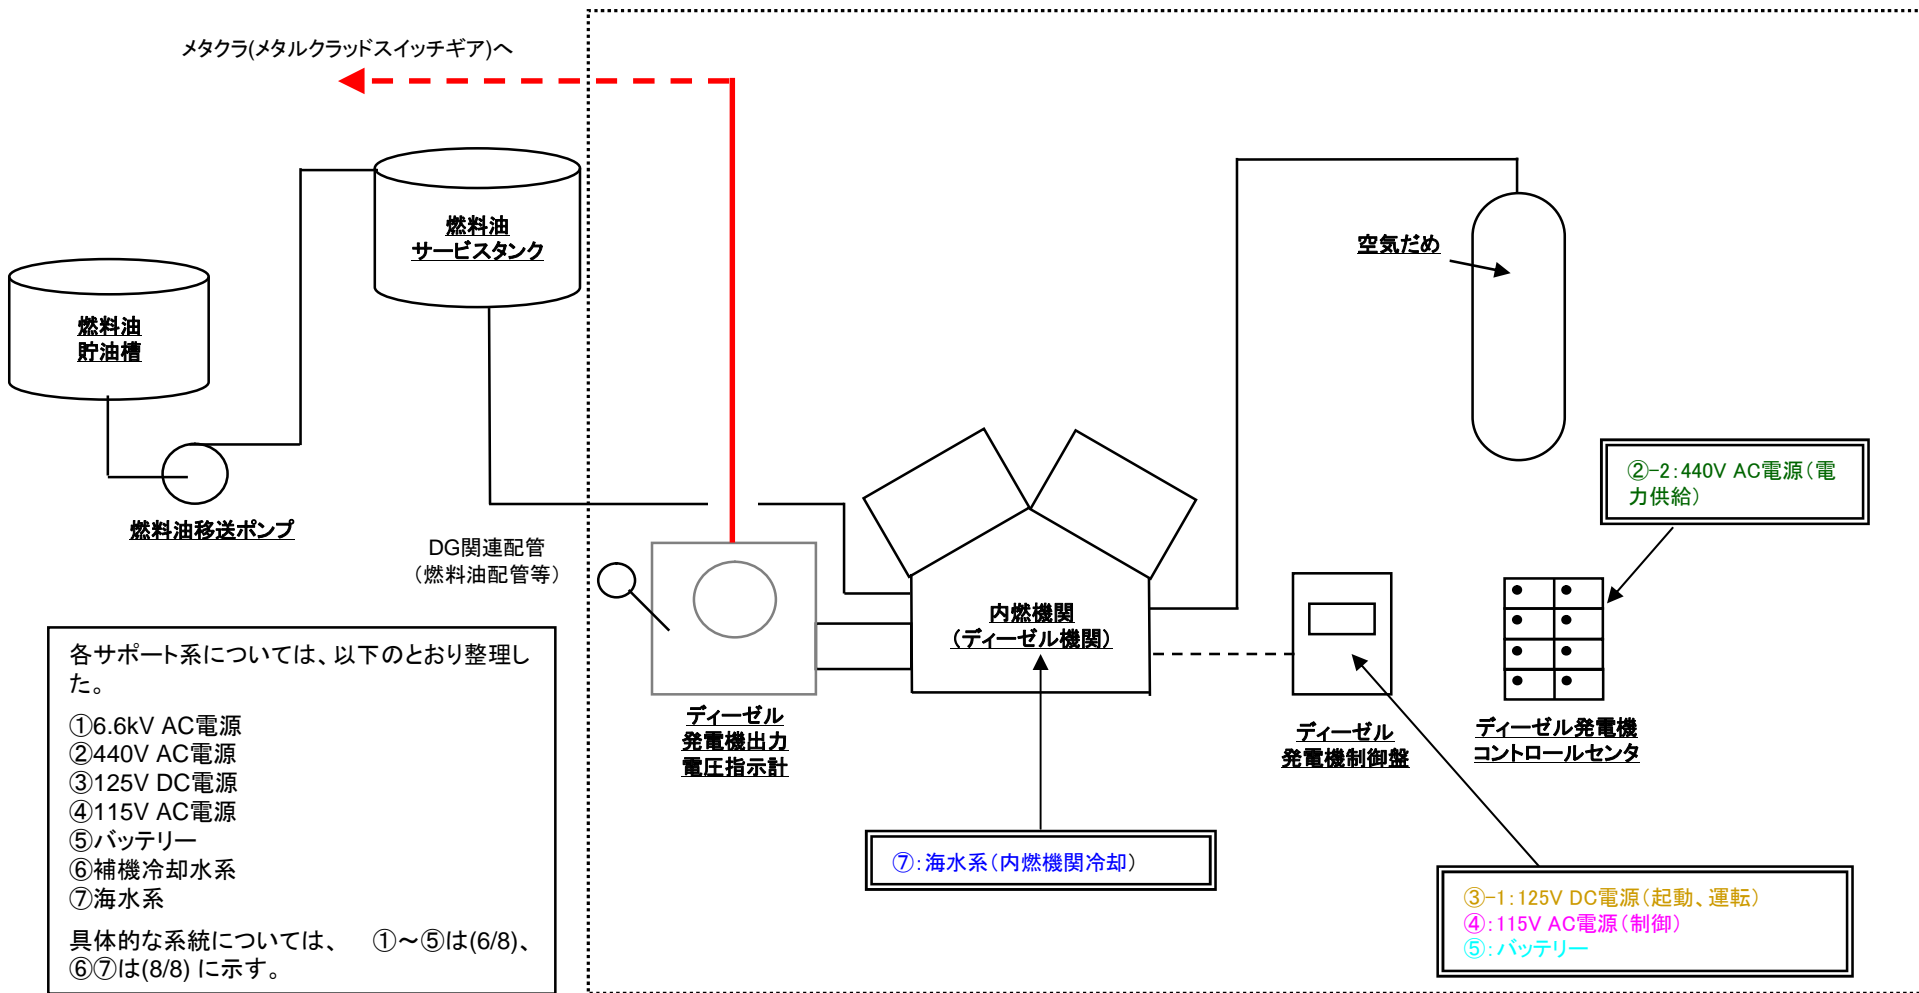 メタクラ(メタルクラッドスイッチギア)へ
燃料油
サービスタンク
空気だめ
燃料油
貯油槽
②-2:440V AC電源(電
力供給)
燃料油移送ポンプ
DG関連配管
(燃料油配管等)
内燃機関
(ディーゼル機関)
ディーゼル
発電機出力
電圧指示計
ディーゼル
発電機制御盤
ディーゼル発電機
コントロールセンタ
各サポート系については、以下のとおり整理し
た。
①6.6kV AC電源
②440V AC電源
③125V DC電源
④115V AC電源
⑤バッテリー
⑥補機冷却水系
⑦海水系
具体的な系統については、　①～⑤は(6/8)、
⑥⑦は(8/8) に示す。
⑦:海水系(内燃機関冷却)
③-1:125V DC電源(起動、運転)
④:115V AC電源(制御)
⑤:バッテリー